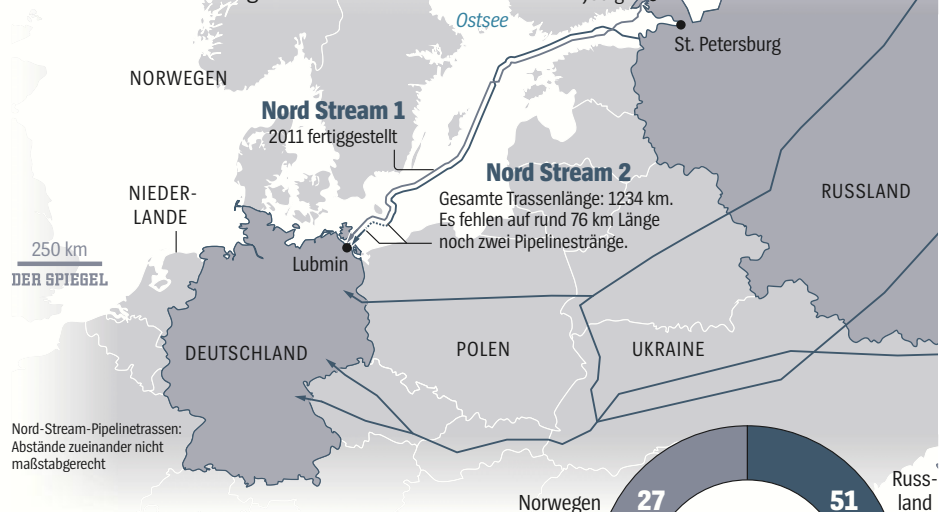 Ostsee
St. Petersburg
NORWEGEN
Nord Stream 1
2011 fertiggestellt
Nord Stream 2
Gesamte Trassenlänge: 1234 km.
Es fehlen auf rund 76 km Länge
noch zwei Pipelinestränge.
NIEDER-
LANDE
RUSSLAND
250 km
DER SPIEGEL
Lubmin
DEUTSCHLAND
POLEN
UKRAINE
Nord-Stream-Pipelinetrassen:
Abstände zueinander nicht
maßstabgerecht
Norwegen
27
51
Russ-
land